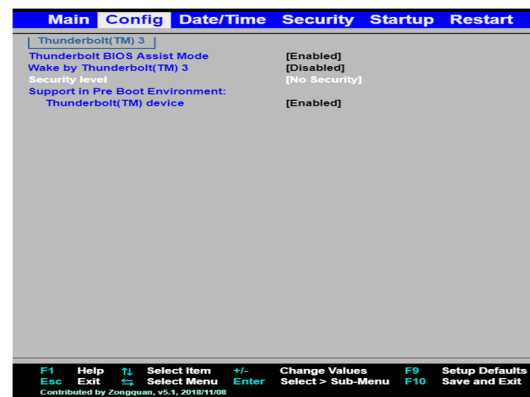 Main Config Date/Time Security Startup Restart
Thunderbolt(TM) 3
Thunderbolt BIOS Assist Mode [Enabled]
Wake by Thunderbolt(TM) 3 [Disabled]
Security level [No Security]
Support in Pre Boot Environment:
Thunderbolt(TM) device [Enabled]
F1 Help ↑↓ Select Item +/- Change Values F9 Setup Defaults
Esc Exit ⇆ Select Menu Enter Select > Sub-Menu F10 Save and Exit
Contributed by Zongquan, v5.1, 2018/11/08